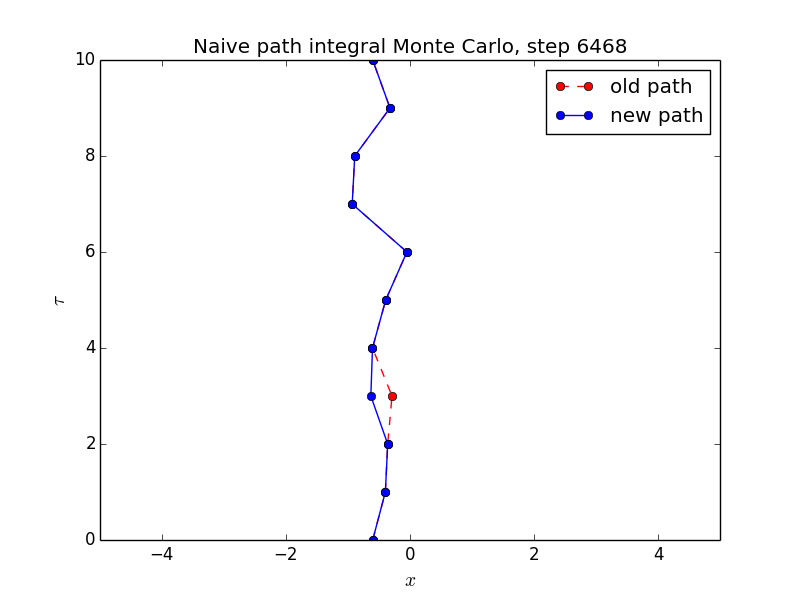 Naive path integral Monte Carlo, step 6468
old path
new path
10
8
6
4
2
0
τ
−4 −2 0 2 4
x